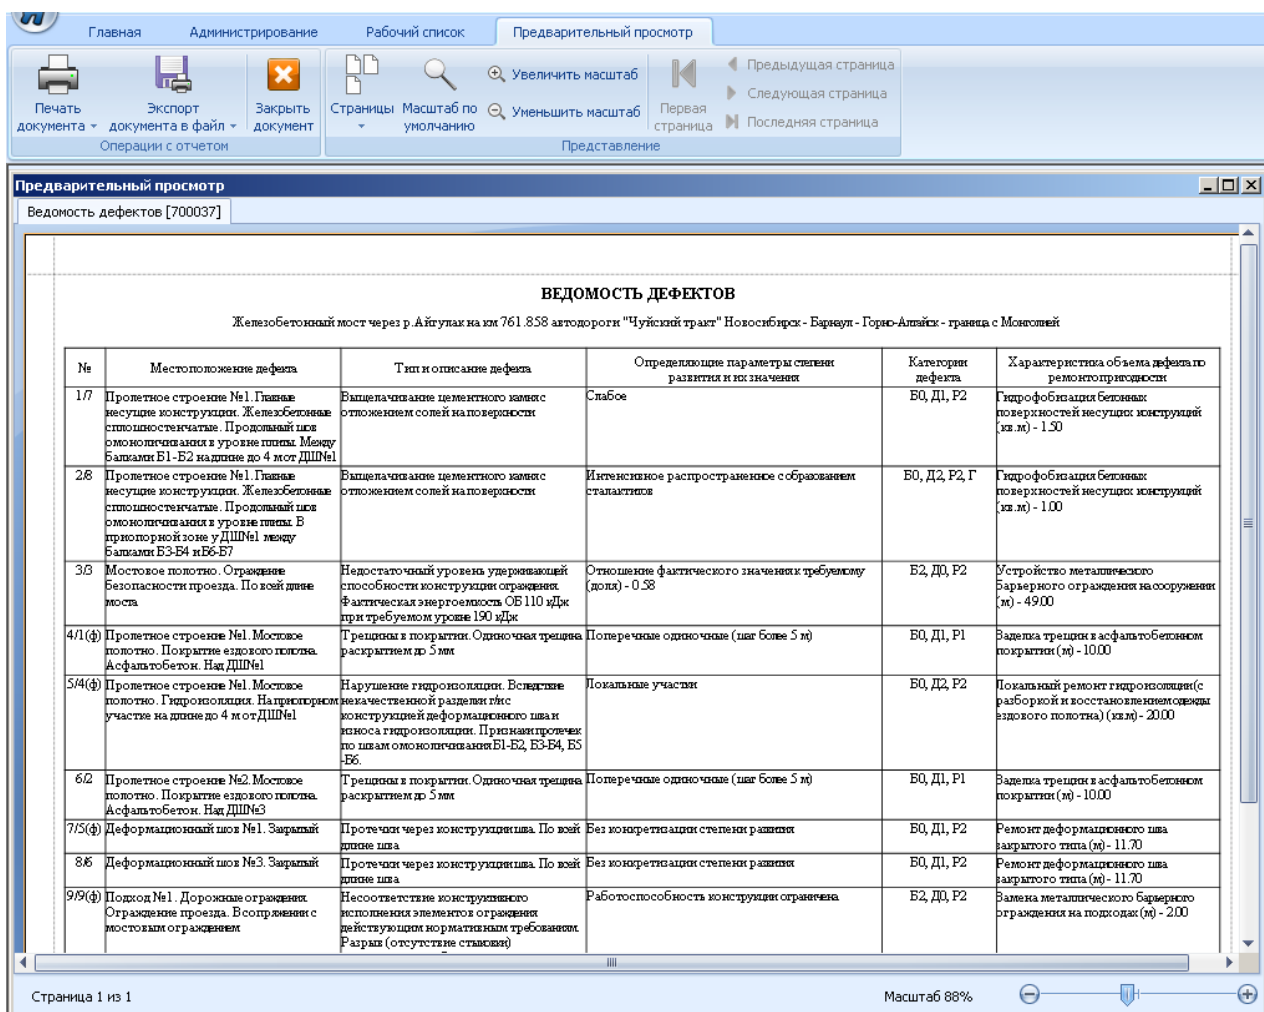 Главная Администрирование Рабочий список Предварительный просмотр
Печать документа
Экспорт документа в файл
Закрыть документ
Операции с отчетом
Страницы
Масштаб по умолчанию
Увеличить масштаб
Уменьшить масштаб
Первая страница
Предыдущая страница
Следующая страница
Последняя страница
Представление
Предварительный просмотр
Ведомость дефектов [700037]
ВЕДОМОСТЬ ДЕФЕКТОВ
Железобетонный мост через р.Айгулак на км 761.858 автодороги "Чуйский тракт" Новосибирск - Барнаул - Горно-Алтайск - граница с Монголией
№
Местоположение дефекта
Тип и описание дефекта
Определяющие параметры степени
развития и их значения
Категории
дефекта
Характеристика объема дефекта по
ремонтопригодности
1/7
Пролетное строение №1. Главные
несущие конструкции. Железобетонные
сплошностенчатые. Продольный шов
омоноличивания в уровне плиты. Между
балками Б1-Б2 на длине до 4 м от ДШ№1
Выщелачивание цементного камня с
отложением солей на поверхности
Слабое
Б0, Д1, Р2
Гидрофобизация бетонных
поверхностей несущих конструкций
(кв.м) - 1.50
2/8
Пролетное строение №1. Главные
несущие конструкции. Железобетонные
сплошностенчатые. Продольный шов
омоноличивания в уровне плиты. В
приопорной зоне у ДШ№1 между
балками Б3-Б4 и Б6-Б7
Выщелачивание цементного камня с
отложением солей на поверхности
Интенсивное распространенное с образованием
сталактитов
Б0, Д2, Р2, Г
Гидрофобизация бетонных
поверхностей несущих конструкций
(кв.м) - 1.00
3/3
Мостовое полотно. Ограждение
безопасности проезда. По всей длине
моста
Недостаточный уровень удерживающей
способности конструкции ограждения.
Фактическая энергоемкость ОБ 110 кДж
при требуемом уровне 190 кДж
Отношение фактического значения к требуемому
(доля) - 0.58
Б2, Д0, Р2
Устройство металлического
барьерного ограждения на сооружении
(м) - 49.00
4/1(ф)
Пролетное строение №1. Мостовое
полотно. Покрытие ездового полотна.
Асфальтобетон. Над ДШ№1
Трещины в покрытии. Одиночная трещина
раскрытием до 5 мм
Поперечные одиночные (шаг более 5 м)
Б0, Д1, Р1
Заделка трещин в асфальтобетонном
покрытии (м) - 10.00
5/4(ф)
Пролетное строение №1. Мостовое
полотно. Гидроизоляция. На приопорном
участке на длине до 4 м от ДШ№1
Нарушение гидроизоляции. Вследствие
некачественной разделки г/и с
конструкцией деформационного шва и
износа гидроизоляции. Признаки протечек
по швам омоноличивания Б1-Б2, Б3-Б4, Б5
-Б6.
Локальные участки
Б0, Д2, Р2
Локальный ремонт гидроизоляции (с
разборкой и восстановлением одежды
ездового полотна) (кв.м) - 20.00
6/2
Пролетное строение №2. Мостовое
полотно. Покрытие ездового полотна.
Асфальтобетон. Над ДШ№3
Трещины в покрытии. Одиночная трещина
раскрытием до 5 мм
Поперечные одиночные (шаг более 5 м)
Б0, Д1, Р1
Заделка трещин в асфальтобетонном
покрытии (м) - 10.00
7/5(ф)
Деформационный шов №1. Закрытый
Протечки через конструкции шва. По всей
длине шва
Без конкретизации степени развития
Б0, Д1, Р2
Ремонт деформационного шва
закрытого типа (м) - 11.70
8/6
Деформационный шов №3. Закрытый
Протечки через конструкции шва. По всей
длине шва
Без конкретизации степени развития
Б0, Д1, Р2
Ремонт деформационного шва
закрытого типа (м) - 11.70
9/9(ф)
Подход №1. Дорожные ограждения.
Ограждение проезда. В сопряжении с
мостовым ограждением
Несоответствие конструктивного
исполнения элементов ограждения
действующим нормативным требованиям.
Разрыв (отсутствие стыковки)
Работоспособность конструкции ограничена.
Б2, Д0, Р2
Замена металлического барьерного
ограждения на подходах (м) - 2.00
Страница 1 из 1
Масштаб 88%